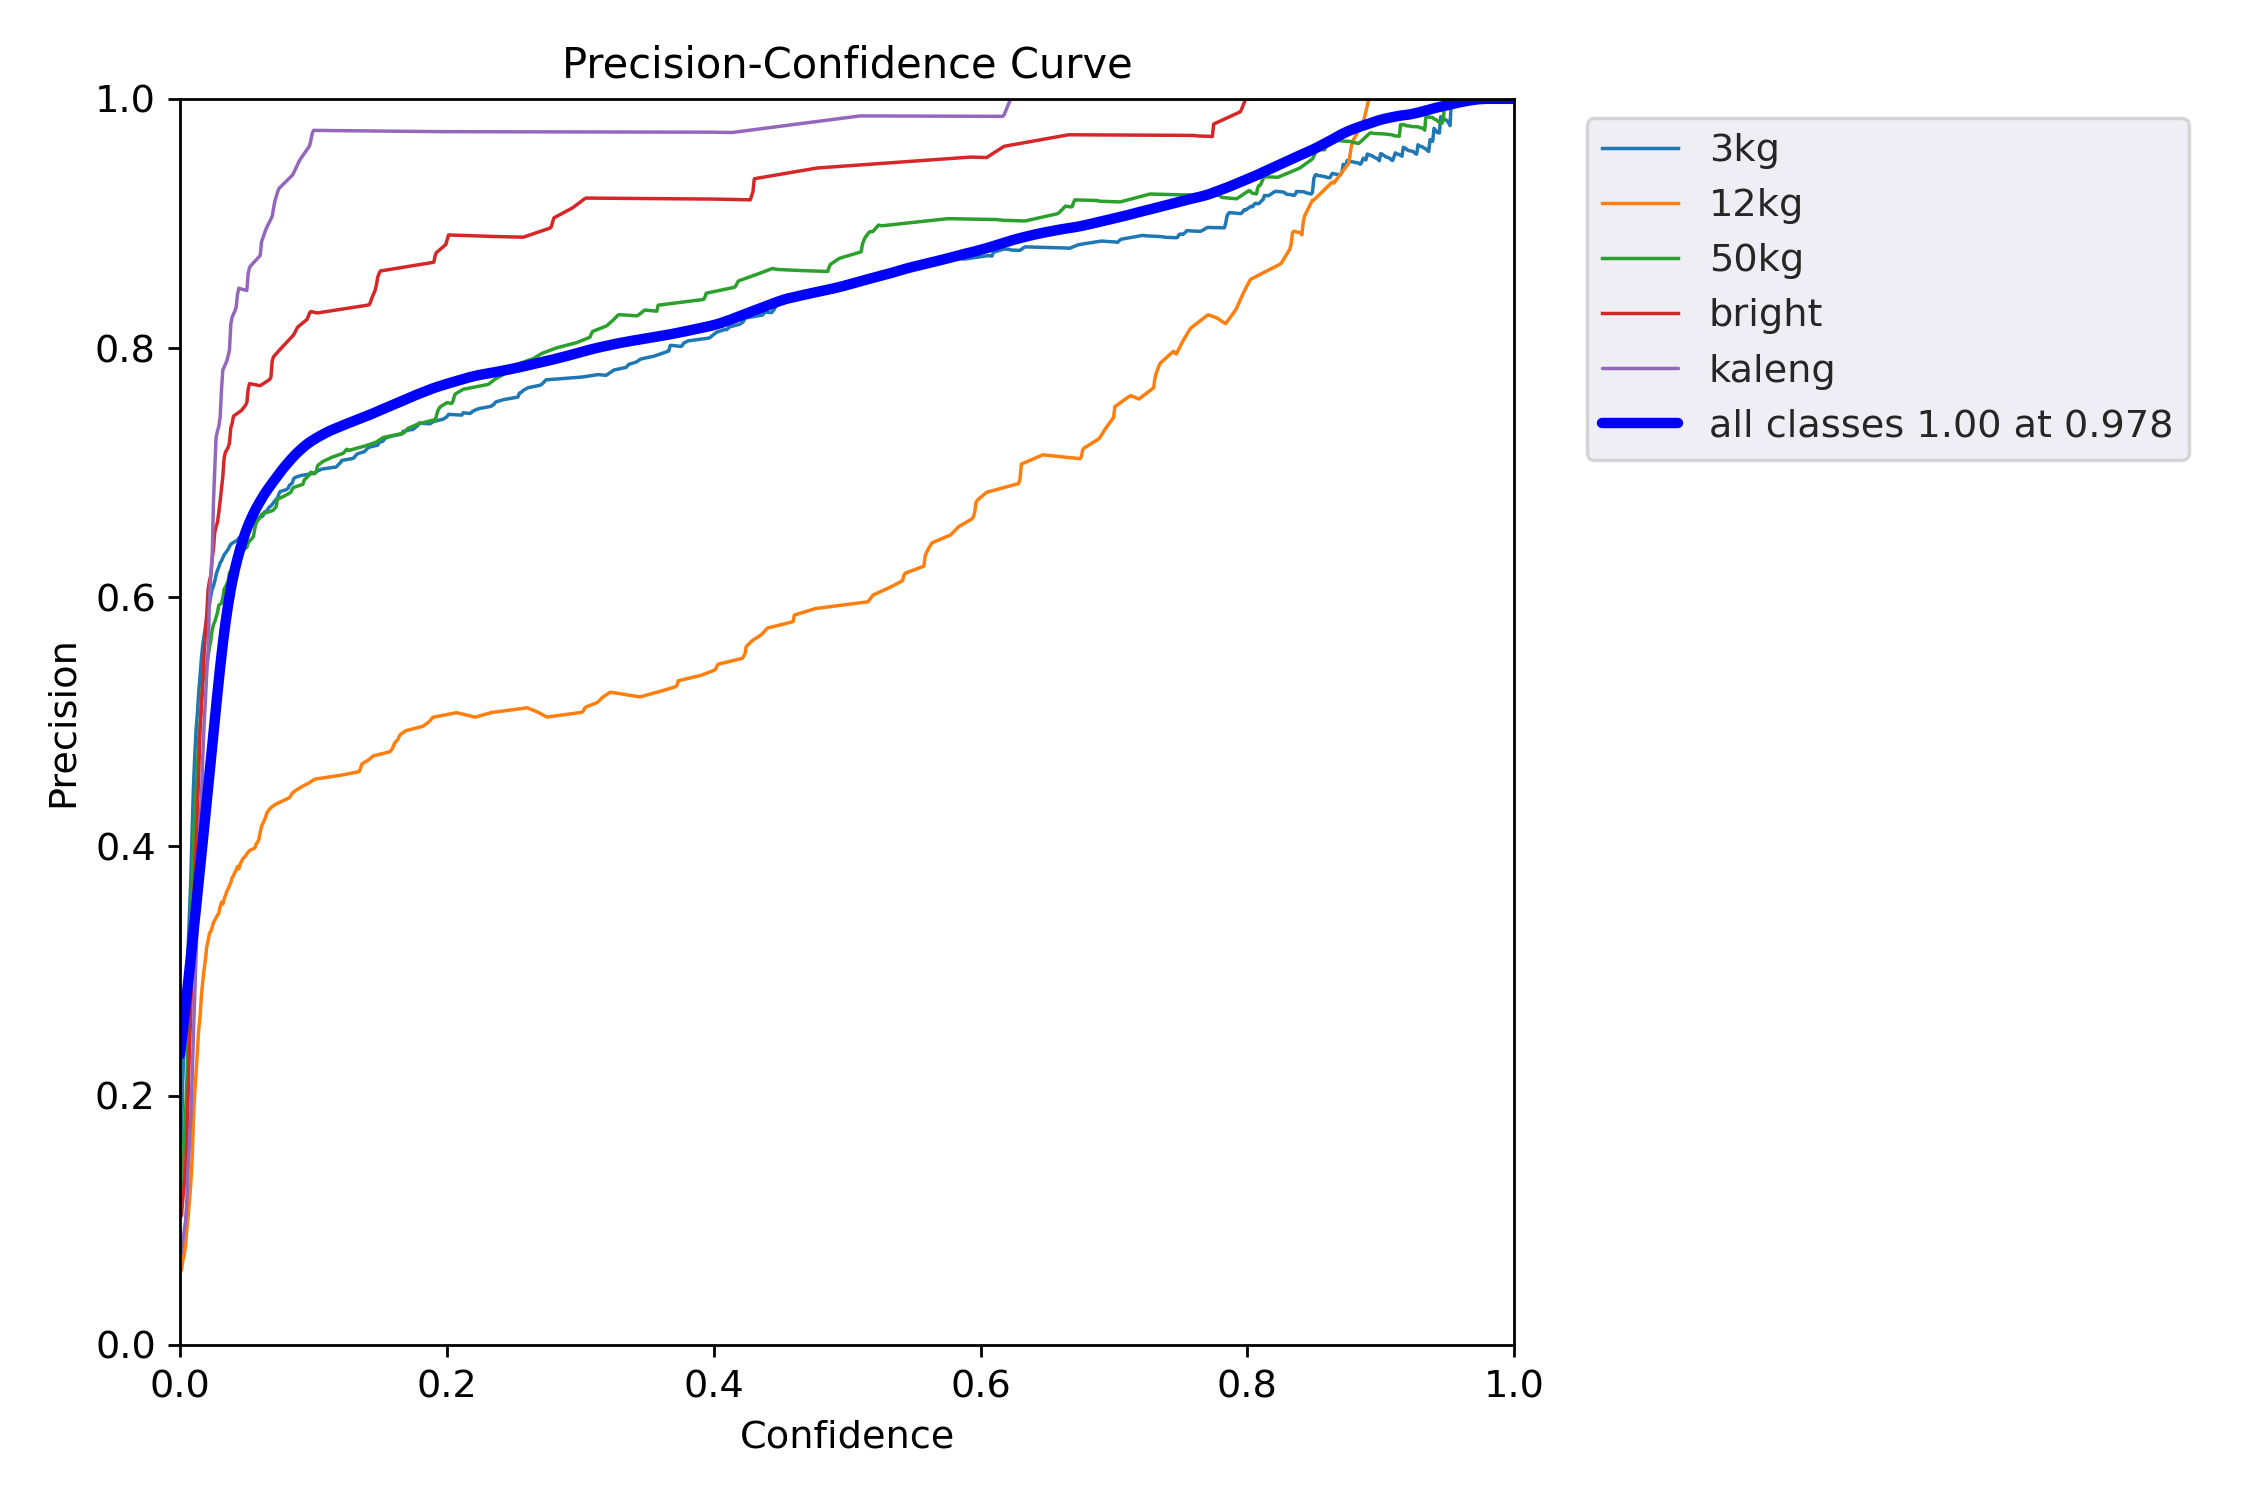 Precision-Confidence Curve
1.0
0.8
0.6
0.4
0.2
0.0
Precision
0.0 0.2 0.4 0.6 0.8 1.0
Confidence
3kg
12kg
50kg
bright
kaleng
all classes 1.00 at 0.978